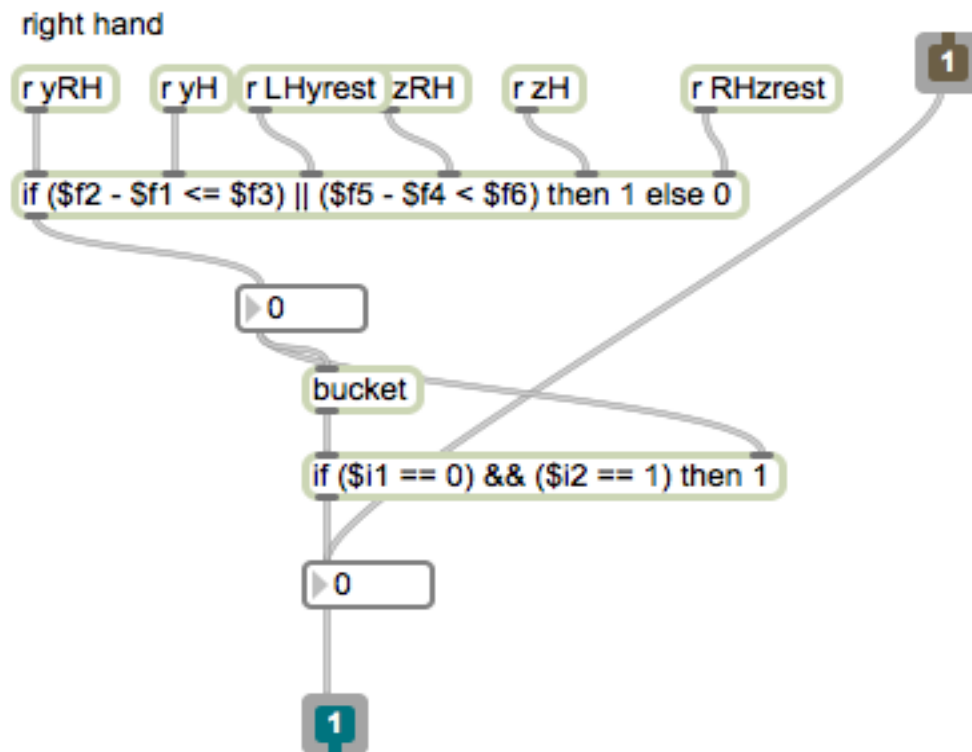 right hand
1
r yRH r yH r LHyrest zRH r zH r RHzrest
if ($f2 - $f1 <= $f3) || ($f5 - $f4 < $f6) then 1 else 0
0
bucket
if ($i1 == 0) && ($i2 == 1) then 1
0
1